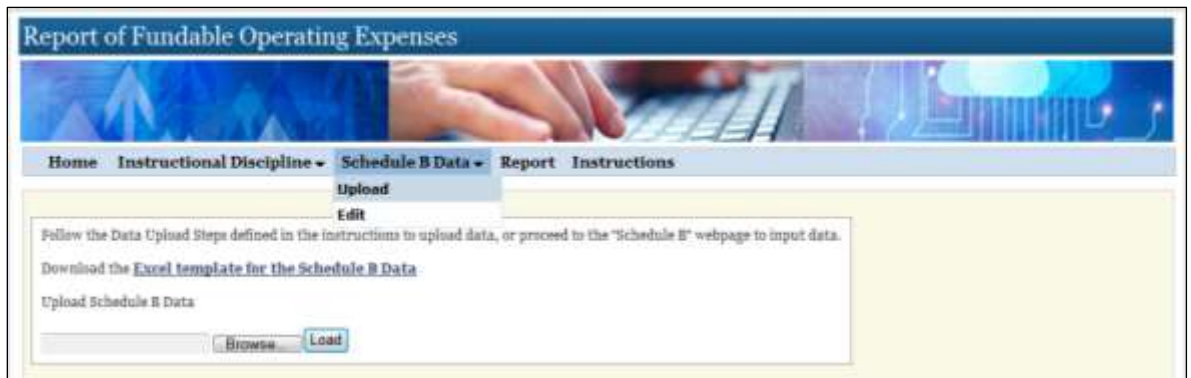 Report of Fundable Operating Expenses
Home Instructional Discipline Schedule B Data Report Instructions
Upload
Edit
Follow the Data Upload Steps defined in the instructions to upload data, or proceed to the "Schedule B" webpage to input data.
Download the Excel template for the Schedule B Data
Upload Schedule B Data
Browse... Load